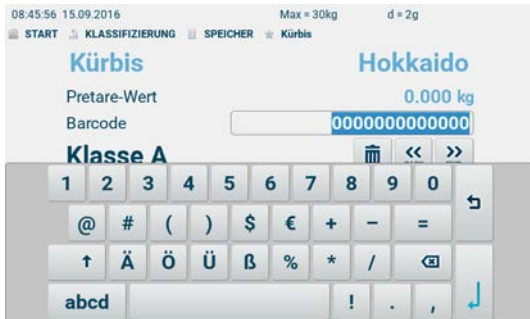 08:45:56 15.09.2016 Max = 30kg d = 2g
START KLASSIFIZIERUNG SPEICHER Kürbis
Kürbis Hokkaido
Pretare-Wert 0.000 kg
Barcode 0000000000000
Klasse A
1 2 3 4 5 6 7 8 9 0
@ # ( ) $ € + - =
Ä Ö Ü ß % * /
abcd ! . ,